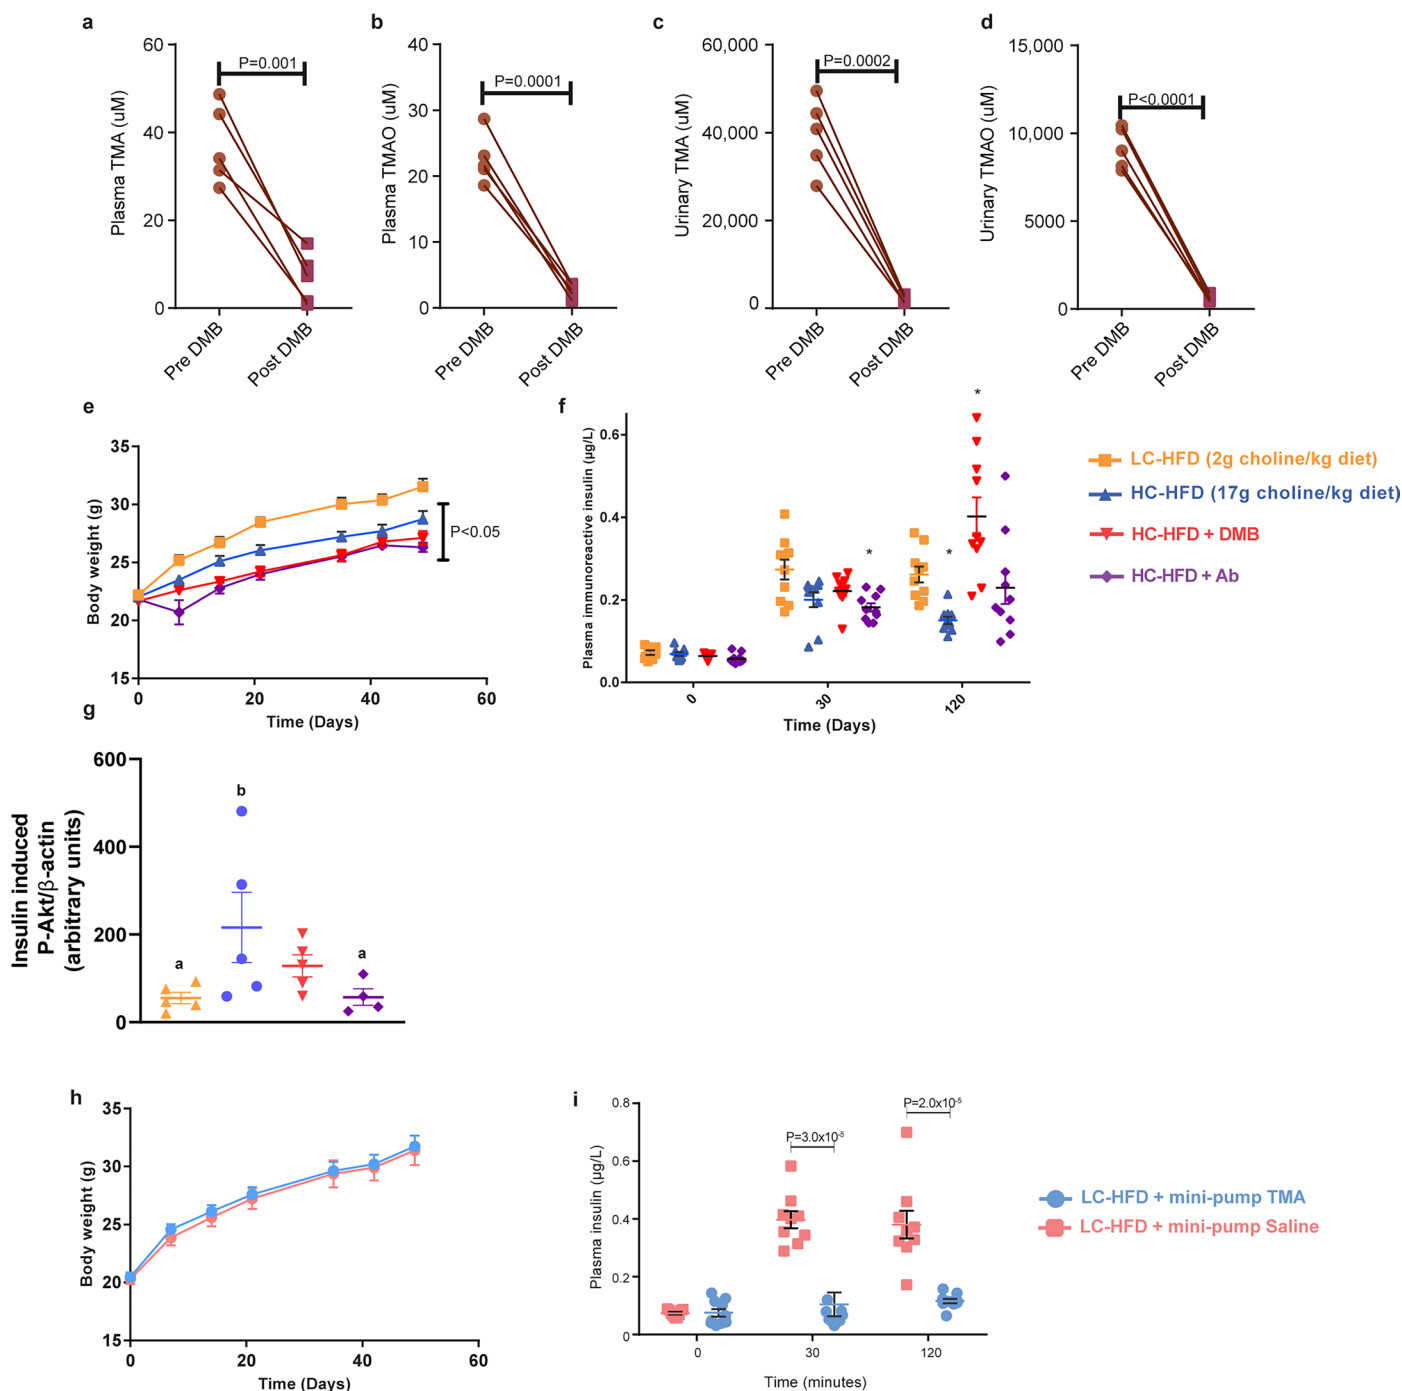 a
b
c
d
60
40
20
0
Plasma TMA (uM)
P=0.001
Pre DMB
Post DMB
40
30
20
10
0
Plasma TMAO (uM)
P=0.0001
Pre DMB
Post DMB
60,000
40,000
20,000
0
Urinary TMA (uM)
P=0.0002
Pre DMB
Post DMB
15,000
10,000
5000
0
Urinary TMAO (uM)
P<0.0001
Pre DMB
Post DMB
e
35
30
25
20
15
Body weight (g)
P<0.05
0
20
40
60
Time (Days)
f
0.6
0.4
0.2
0.0
Plasma immunoreactive insulin (µg/L)
*
*
*
0
30
120
Time (Days)
LC-HFD (2g choline/kg diet)
HC-HFD (17g choline/kg diet)
HC-HFD + DMB
HC-HFD + Ab
g
600
400
200
0
Insulin induced
P-Akt/β-actin
(arbitrary units)
a
b
a
h
35
30
25
20
15
Body weight (g)
0
20
40
60
Time (Days)
i
0.8
0.6
0.4
0.2
0
Plasma insulin (µg/L)
P=3.0x10⁻⁵
P=2.0x10⁻⁵
0
30
120
Time (minutes)
LC-HFD + mini-pump TMA
LC-HFD + mini-pump Saline